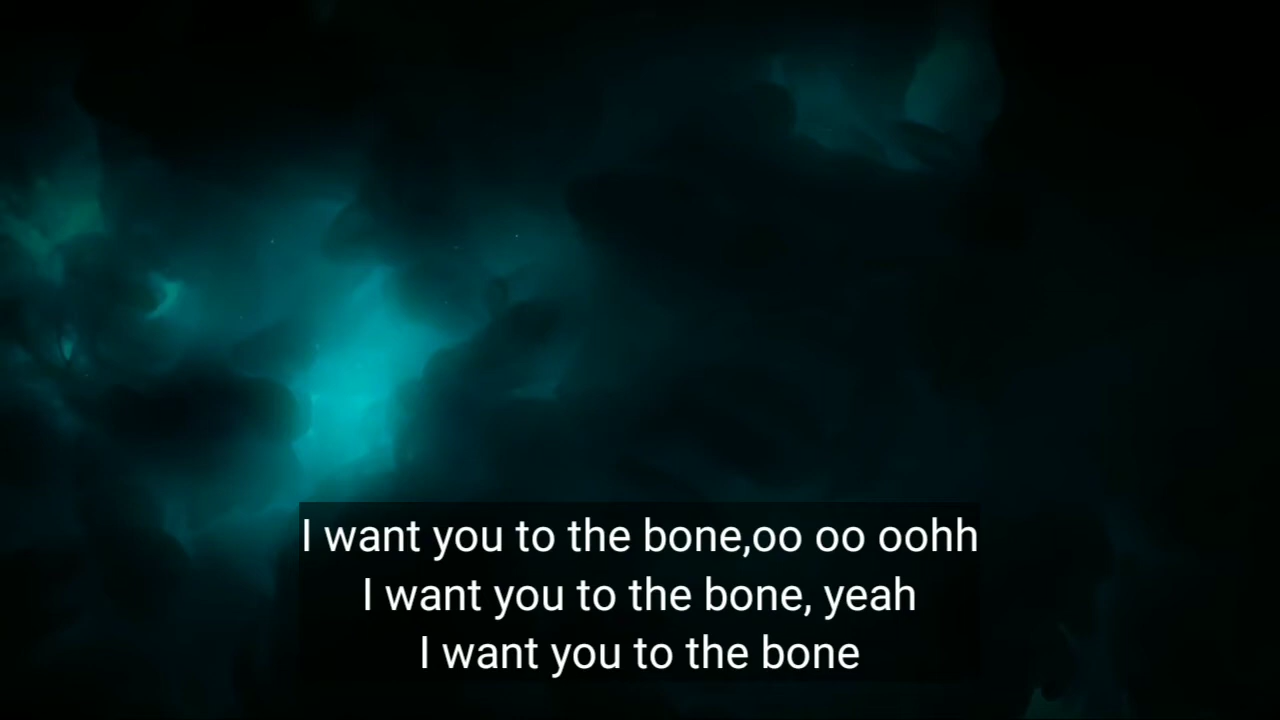 I want you to the bone,oo oo oohh
I want you to the bone, yeah
I want you to the bone